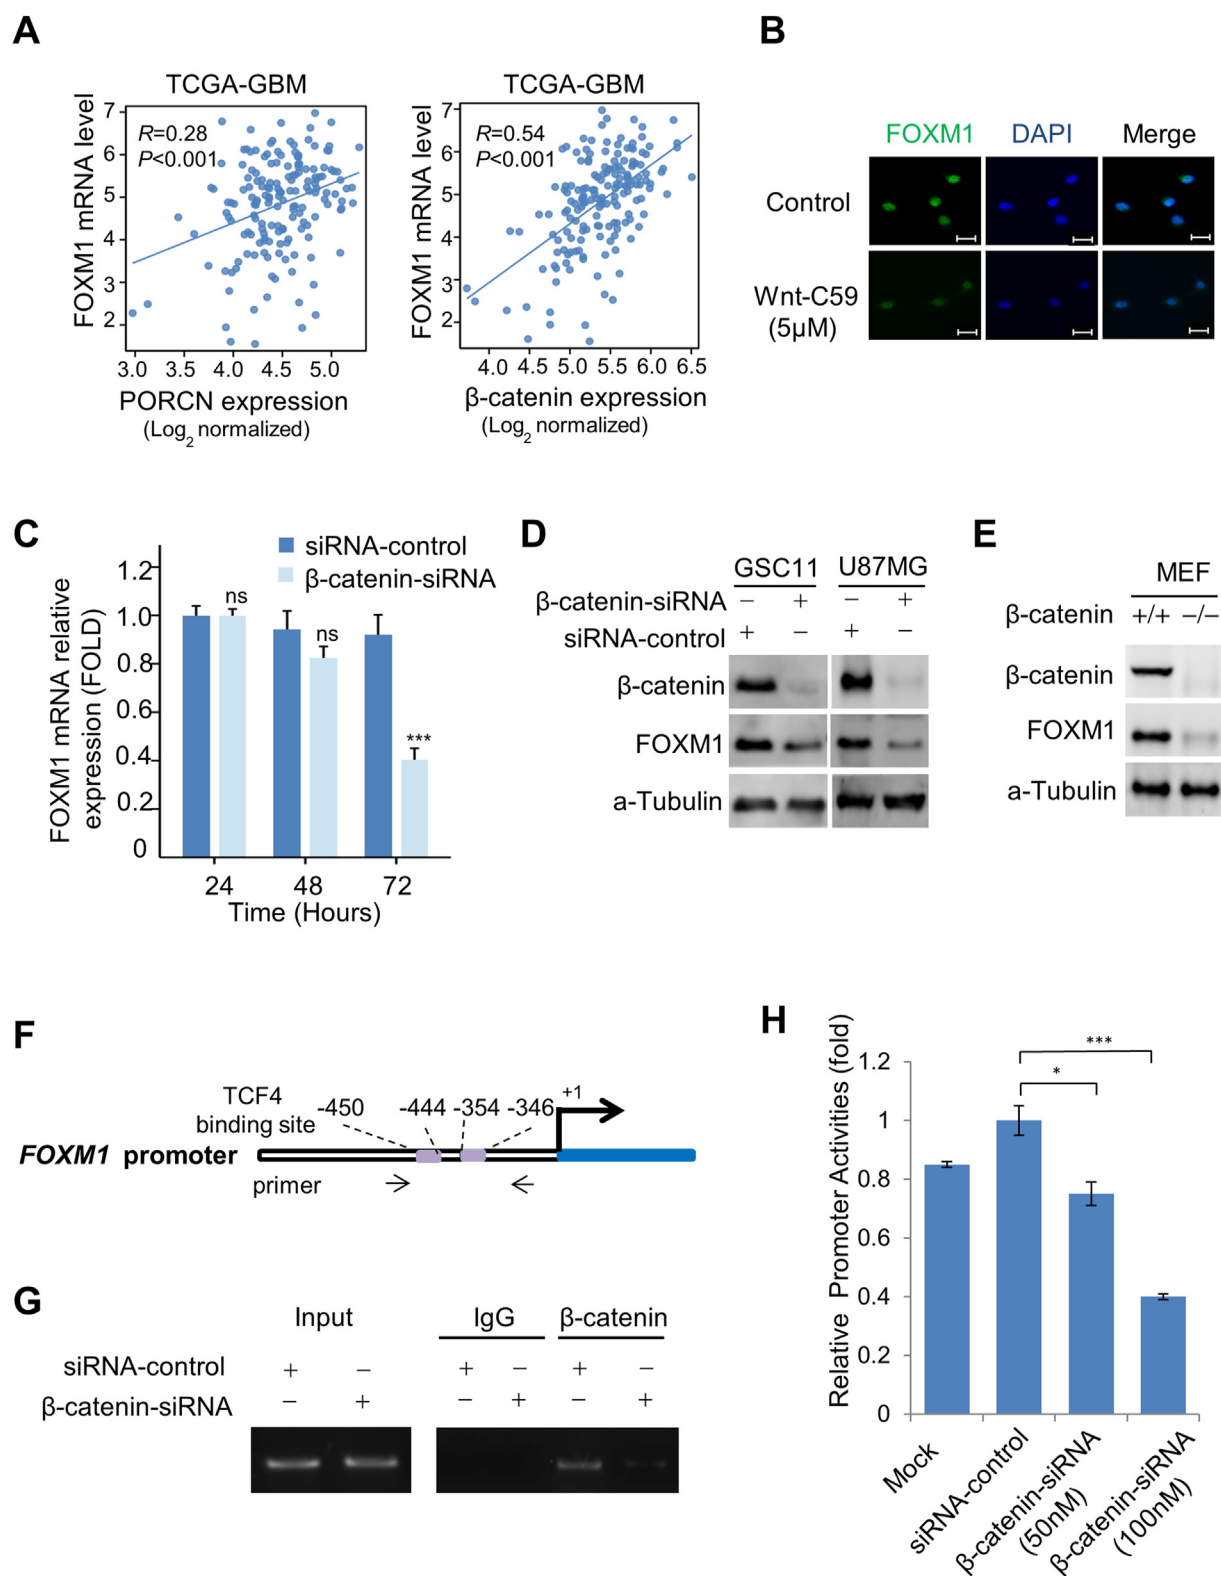 A
TCGA-GBM
FOXM1 mRNA level
R=0.28
P<0.001
7
6
5
4
3
2
3.0 3.5 4.0 4.5 5.0
PORCN expression
(Log2 normalized)
TCGA-GBM
FOXM1 mRNA level
R=0.54
P<0.001
7
6
5
4
3
2
4.0 4.5 5.0 5.5 6.0 6.5
β-catenin expression
(Log2 normalized)
B
FOXM1 DAPI Merge
Control
Wnt-C59
(5μM)
C
siRNA-control
β-catenin-siRNA
FOXM1 mRNA relative
expression (FOLD)
1.2
1.0
0.8
0.6
0.4
0.2
0
ns
ns
***
24 48 72
Time (Hours)
D
GSC11 U87MG
β-catenin-siRNA − + − +
siRNA-control + − + −
β-catenin
FOXM1
a-Tubulin
E
MEF
β-catenin +/+ −/−
β-catenin
FOXM1
a-Tubulin
F
TCF4
binding site
-450 -444 -354 -346 +1
FOXM1 promoter
primer
G
Input IgG β-catenin
siRNA-control + − + − + −
β-catenin-siRNA − + − + − +
H
Relative Promoter Activities (fold)
1.2
1
0.8
0.6
0.4
0.2
0
***
*
Mock
siRNA-control
β-catenin-siRNA
(50nM)
β-catenin-siRNA
(100nM)